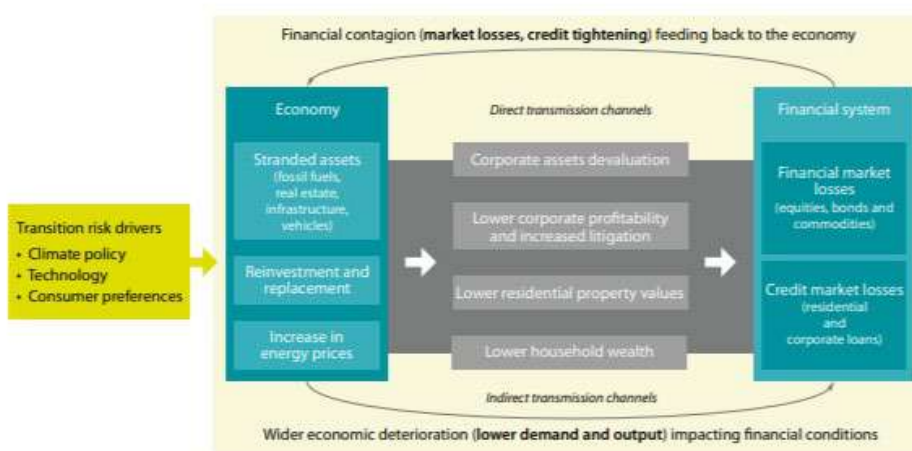 Financial contagion (market losses, credit tightening) feeding back to the economy
Economy
Direct transmission channels
Financial system
Stranded assets
(fossil fuels,
real estate,
infrastructure,
vehicles)
Reinvestment and
replacement
Increase in
energy prices
Corporate assets devaluation
Lower corporate profitability
and increased litigation
Lower residential property values
Lower household wealth
Financial market
losses
(equities, bonds and
commodities)
Credit market losses
(residential
and
corporate loans)
Transition risk drivers
• Climate policy
• Technology
• Consumer preferences
Indirect transmission channels
Wider economic deterioration (lower demand and output) impacting financial conditions